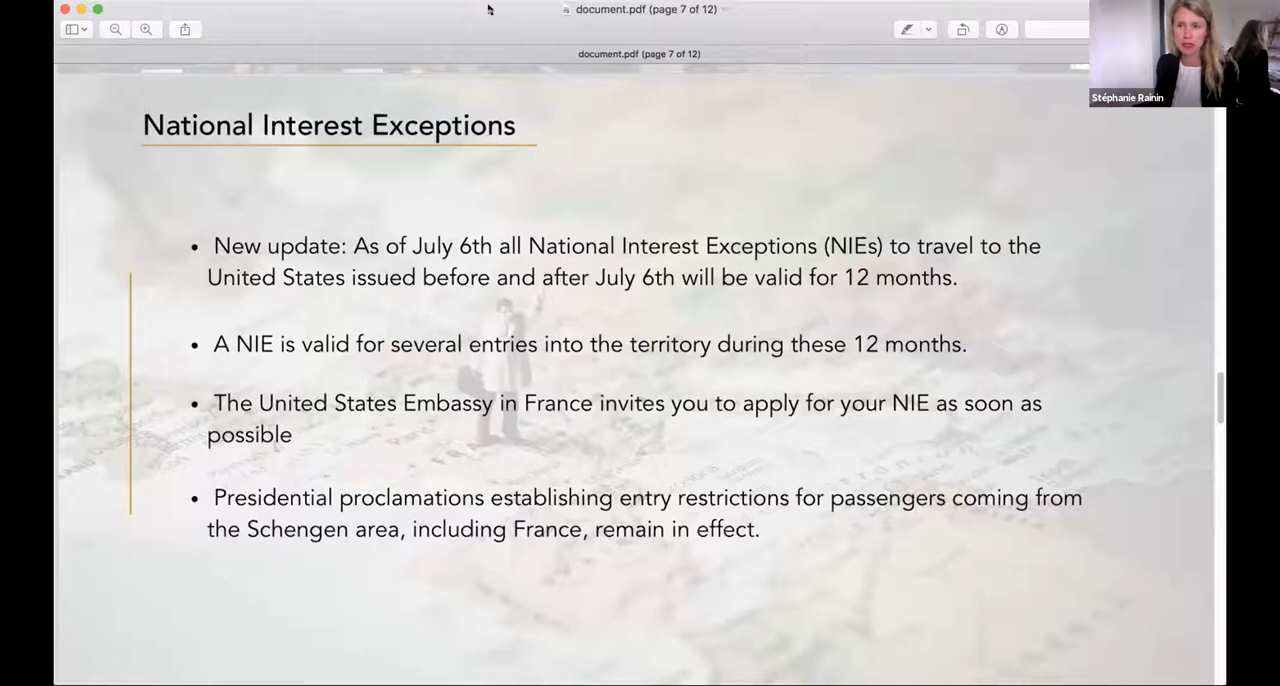 document.pdf (page 7 of 12)
document.pdf (page 7 of 12)
Stéphanie Rainin
National Interest Exceptions
• New update: As of July 6th all National Interest Exceptions (NIEs) to travel to the
United States issued before and after July 6th will be valid for 12 months.
• A NIE is valid for several entries into the territory during these 12 months.
• The United States Embassy in France invites you to apply for your NIE as soon as
possible
• Presidential proclamations establishing entry restrictions for passengers coming from
the Schengen area, including France, remain in effect.